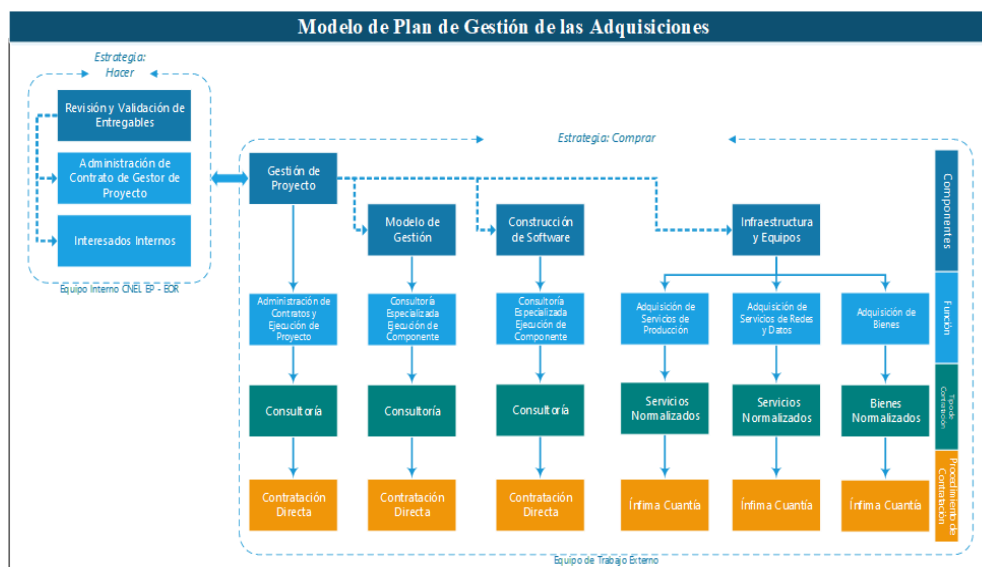 Modelo de Plan de Gestión de las Adquisiciones
Estrategia:
Hacer
Revisión y Validación de
Entregables
Administración de
Contrato de Gestor de
Proyecto
Interesados Internos
Equipo Interno CNEL EP - EOR
Estrategia: Comprar
Gestión de
Proyecto
Modelo de
Gestión
Construcción
de Software
Infraestructura
y Equipos
Componentes
Administración de
Contratos y
Ejecución de
Proyecto
Consultoría
Especializada
Ejecución de
Componente
Consultoría
Especializada
Ejecución de
Componente
Adquisición de
Servicios de
Producción
Adquisición de
Servicios de Redes
y Datos
Adquisición de
Bienes
Función
Consultoría
Consultoría
Consultoría
Servicios
Normalizados
Servicios
Normalizados
Bienes
Normalizados
Tipo de
Contratación
Contratación
Directa
Contratación
Directa
Contratación
Directa
Ínfima Cuantía
Ínfima Cuantía
Ínfima Cuantía
Procedimiento de
Contratación
Equipo de Trabajo Externo